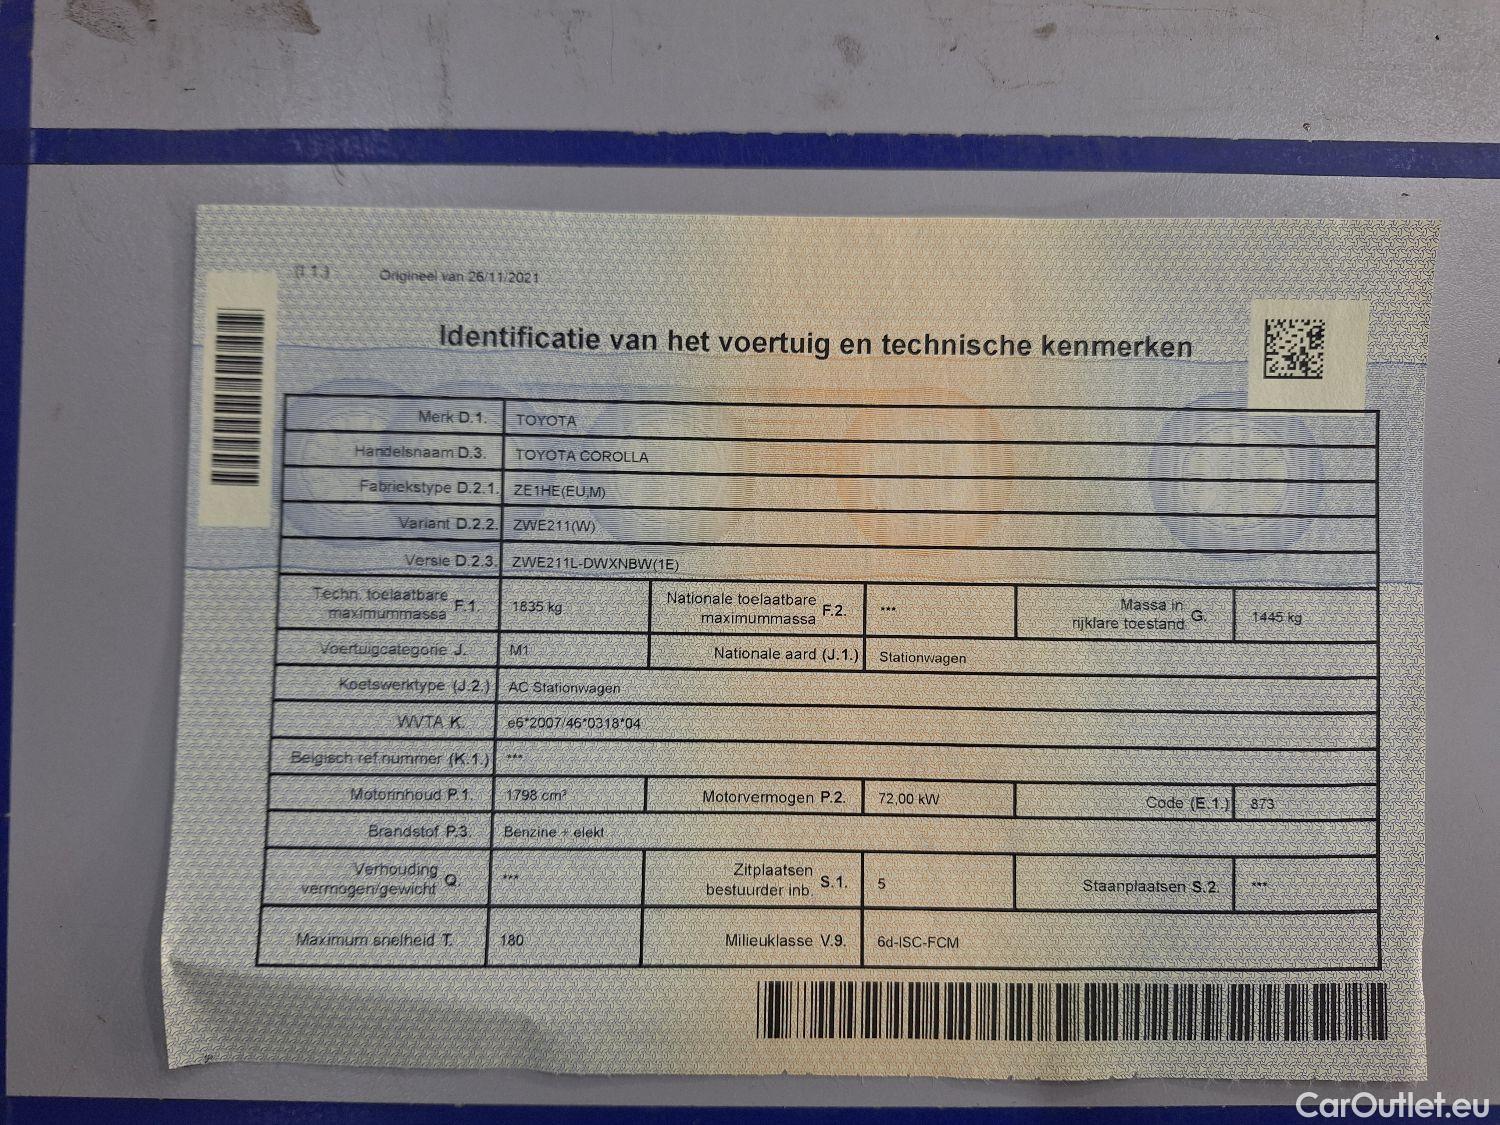 (I.1.) Origineel van 26/11/2021
Identificatie van het voertuig en technische kenmerken
Merk D.1. TOYOTA
Handelsnaam D.3. TOYOTA COROLLA
Fabriekstype D.2.1. ZE1HE(EU,M)
Variant D.2.2. ZWE211(W)
Versie D.2.3. ZWE211L-DWXNBW(1E)
Techn. toelaatbare maximummassa F.1. 1835 kg Nationale toelaatbare maximummassa F.2. *** Massa in rijklare toestand G. 1445 kg
Voertuigcategorie J. M1 Nationale aard (J.1.) Stationwagen
Koetswerktype (J.2.) AC Stationwagen
WVTA K. e6*2007/46*0318*04
Belgisch ref.nummer (K.1.) ***
Motorinhoud P.1. 1798 cm³ Motorvermogen P.2. 72,00 kW Code (E.1.) 873
Brandstof P.3. Benzine + elekt
Verhouding vermogen/gewicht Q. *** Zitplaatsen bestuurder inb. S.1. 5 Staanplaatsen S.2. ***
Maximum snelheid T. 180 Milieuklasse V.9. 6d-ISC-FCM
CarOutlet.eu